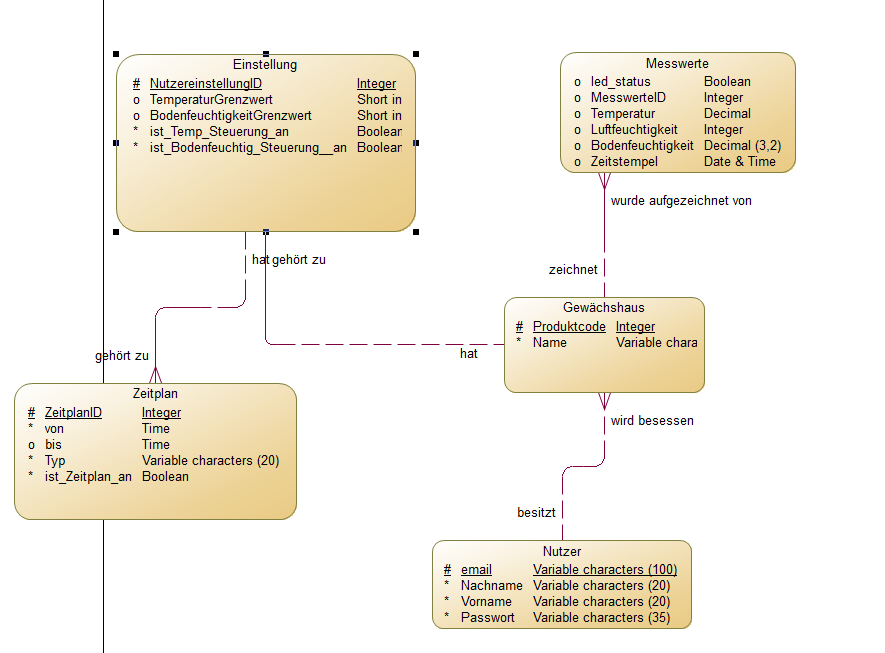 Einstellung
# NutzereinstellungID Integer
o TemperaturGrenzwert Short in
o BodenfeuchtigkeitGrenzwert Short in
* ist_Temp_Steuerung_an Boolean
* ist_Bodenfeuchtig_Steuerung__an Boolean
Messwerte
o led_status Boolean
o MesswerteID Integer
o Temperatur Decimal
o Luftfeuchtigkeit Integer
o Bodenfeuchtigkeit Decimal (3,2)
o Zeitstempel Date & Time
wurde aufgezeichnet von
hat gehört zu
zeichnet
Gewächshaus
# Produktcode Integer
* Name Variable chara
hat
gehört zu
Zeitplan
# ZeitplanID Integer
* von Time
o bis Time
* Typ Variable characters (20)
* ist_Zeitplan_an Boolean
wird besessen
besitzt
Nutzer
# email Variable characters (100)
* Nachname Variable characters (20)
* Vorname Variable characters (20)
* Passwort Variable characters (35)